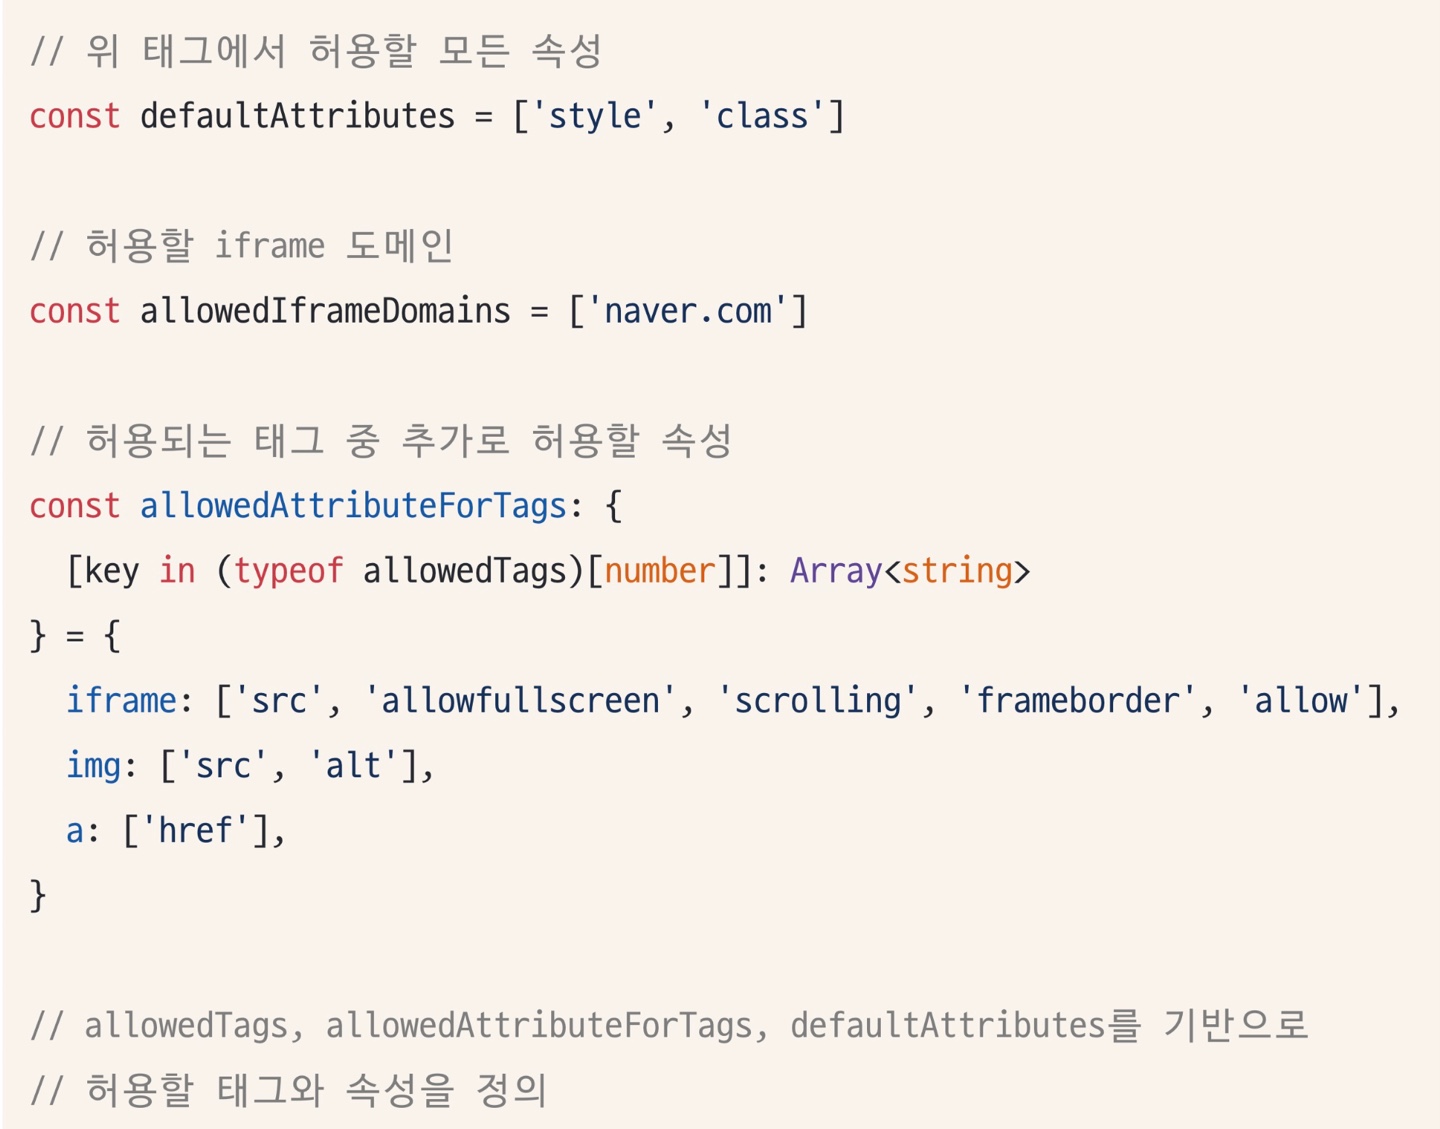 // 위 태그에서 허용할 모든 속성
const defaultAttributes = ['style', 'class']
// 허용할 iframe 도메인
const allowedIframeDomains = ['naver.com']
// 허용되는 태그 중 추가로 허용할 속성
const allowedAttributeForTags: {
  [key in (typeof allowedTags)[number]]: Array<string>
} = {
  iframe: ['src', 'allowfullscreen', 'scrolling', 'frameborder', 'allow'],
  img: ['src', 'alt'],
  a: ['href'],
}
// allowedTags, allowedAttributeForTags, defaultAttributes를 기반으로
// 허용할 태그와 속성을 정의